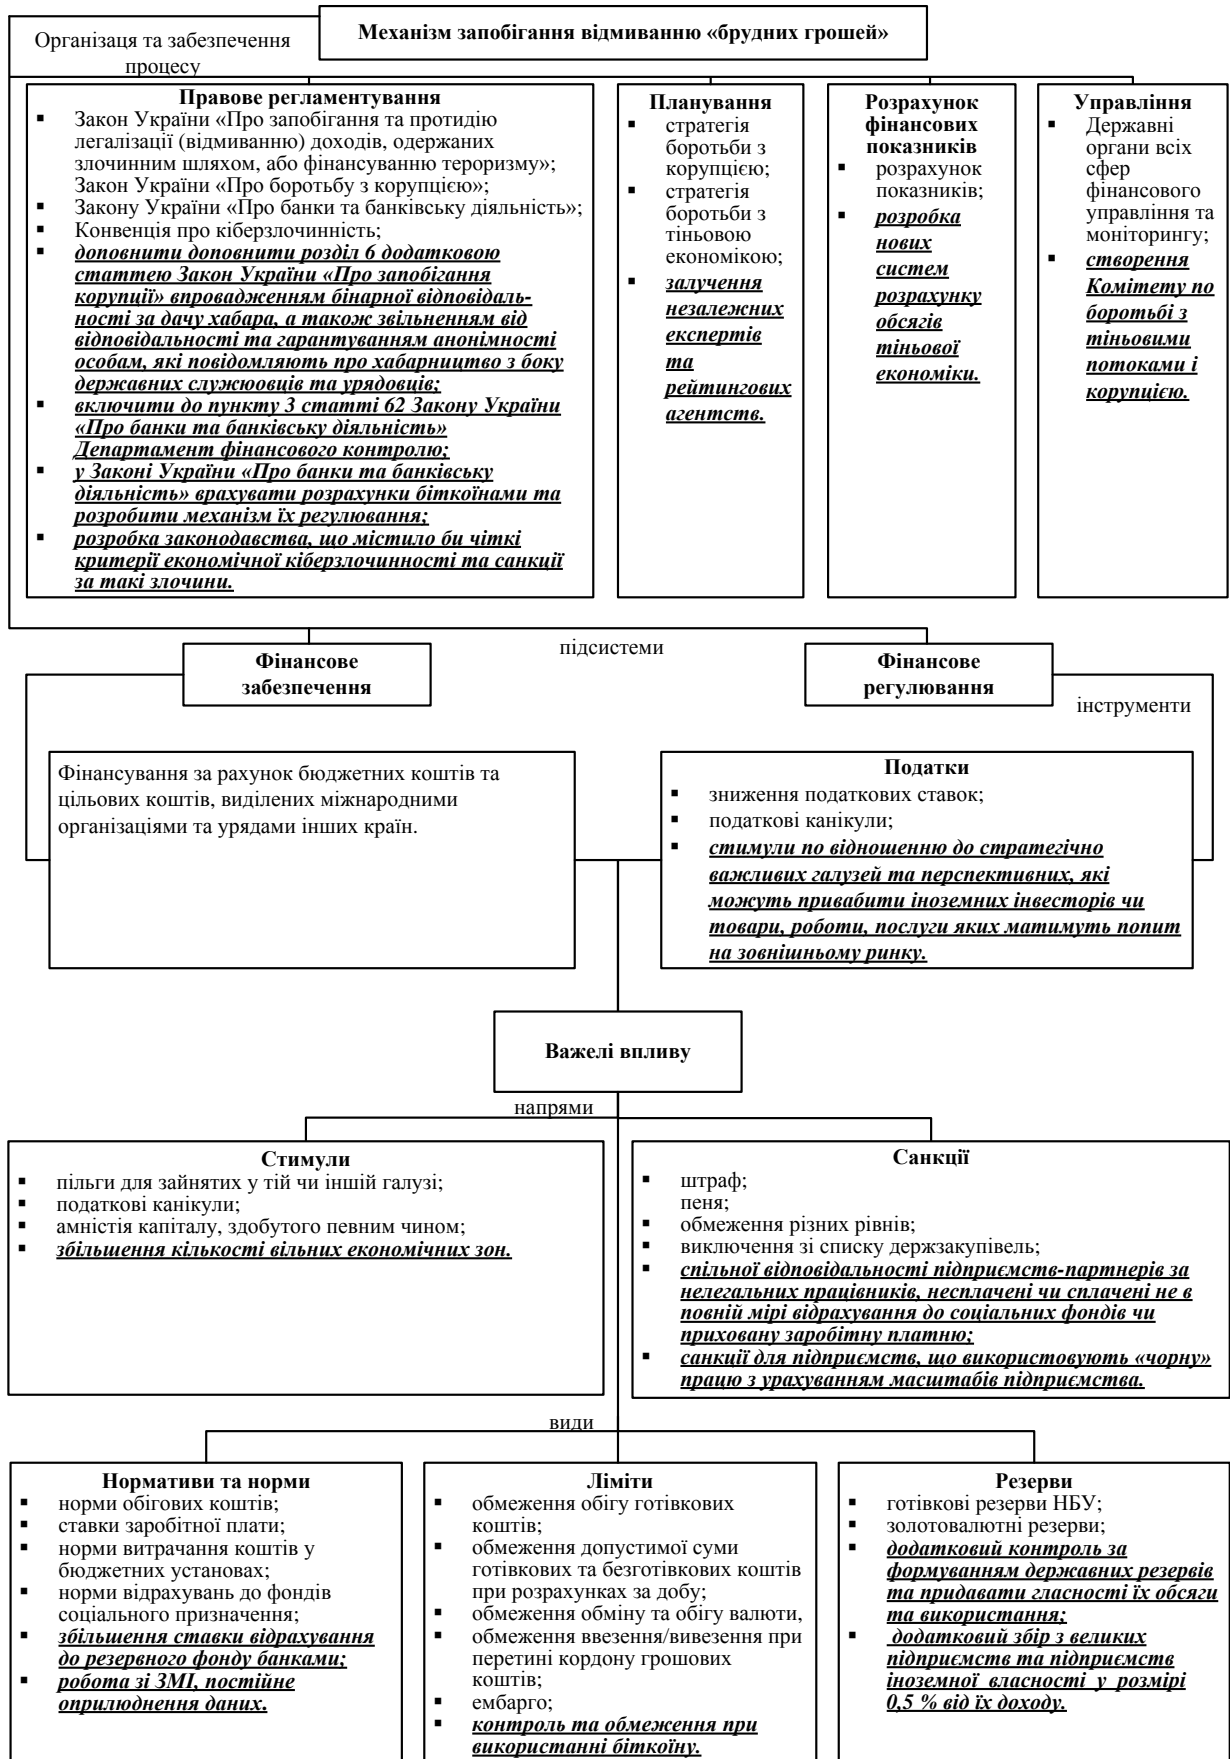 Механізм запобігання відмиванню «брудних грошей»
Організаця та забезпечення
процесу
Правове регламентування
▪ Закон України «Про запобігання та протидію
легалізації (відмиванню) доходів, одержаних
злочинним шляхом, або фінансуванню тероризму»;
Закон України «Про боротьбу з корупцією»;
▪ Закону України «Про банки та банківську діяльність»;
▪ Конвенція про кіберзлочинність;
▪ доповнити доповнити розділ 6 додатковою
статтею Закон України «Про запобігання
корупції» впровадженням бінарної відповідаль-
ності за дачу хабара, а також звільненням від
відповідальності та гарантуванням анонімності
особам, які повідомляють про хабарництво з боку
державних служюовців та урядовців;
▪ включити до пункту 3 статті 62 Закону України
«Про банки та банківську діяльність»
Департамент фінансового контролю;
▪ у Законі України «Про банки та банківську
діяльність» врахувати розрахунки біткоїнами та
розробити механізм їх регулювання;
▪ розробка законодавства, що містило би чіткі
критерії економічної кіберзлочинності та санкції
за такі злочини.
Планування
▪ стратегія
боротьби з
корупцією;
▪ стратегія
боротьби з
тіньовою
економікою;
▪ залучення
незалежних
експертів
та
рейтингових
агентств.
Розрахунок
фінансових
показників
▪ розрахунок
показників;
▪ розробка
нових
систем
розрахунку
обсягів
тіньової
економіки.
Управління
▪ Державні
органи всіх
сфер
фінансового
управління та
моніторингу;
▪ створення
Комітету по
боротьбі з
тіньовими
потоками і
корупцією.
підсистеми
Фінансове
забезпечення
Фінансове
регулювання
інструменти
Фінансування за рахунок бюджетних коштів та
цільових коштів, виділених міжнародними
організаціями та урядами інших країн.
Податки
▪ зниження податкових ставок;
▪ податкові канікули;
▪ стимули по відношенню до стратегічно
важливих галузей та перспективних, які
можуть привабити іноземних інвесторів чи
товари, роботи, послуги яких матимуть попит
на зовнішньому ринку.
Важелі впливу
напрями
Стимули
▪ пільги для зайнятих у тій чи іншій галузі;
▪ податкові канікули;
▪ амністія капіталу, здобутого певним чином;
▪ збільшення кількості вільних економічних зон.
Санкції
▪ штраф;
пеня;
▪ обмеження різних рівнів;
▪ виключення зі списку держзакупівель;
▪ спільної відповідальності підприємств-партнерів за
нелегальних працівників, несплачені чи сплачені не в
повній мірі відрахування до соціальних фондів чи
приховану заробітну платню;
▪ санкції для підприємств, що використовують «чорну»
працю з урахуванням масштабів підприємства.
види
Нормативи та норми
▪ норми обігових коштів;
▪ ставки заробітної плати;
▪ норми витрачання коштів у
бюджетних установах;
▪ норми відрахувань до фондів
соціального призначення;
▪ збільшення ставки відрахування
до резервного фонду банками;
▪ робота зі ЗМІ, постійне
оприлюднення даних.
Ліміти
▪ обмеження обігу готівкових
коштів;
▪ обмеження допустимої суми
готівкових та безготівкових коштів
при розрахунках за добу;
▪ обмеження обміну та обігу валюти,
▪ обмеження ввезення/вивезення при
перетині кордону грошових
коштів;
▪ ембарго;
▪ контроль та обмеження при
використанні біткоїну.
Резерви
▪ готівкові резерви НБУ;
▪ золотовалютні резерви;
▪ додатковий контроль за
формуванням державних резервів
та придавати гласності їх обсяги
та використання;
▪ додатковий збір з великих
підприємств та підприємств
іноземної власності у розмірі
0,5 % від їх доходу.